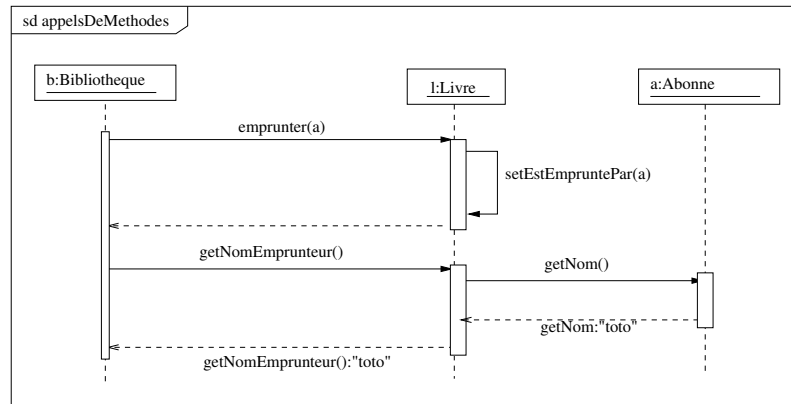 sd appelsDeMethodes
b:Bibliotheque
l:Livre
a:Abonne
emprunter(a)
setEstEmpruntePar(a)
getNomEmprunteur()
getNom()
getNom:"toto"
getNomEmprunteur():"toto"